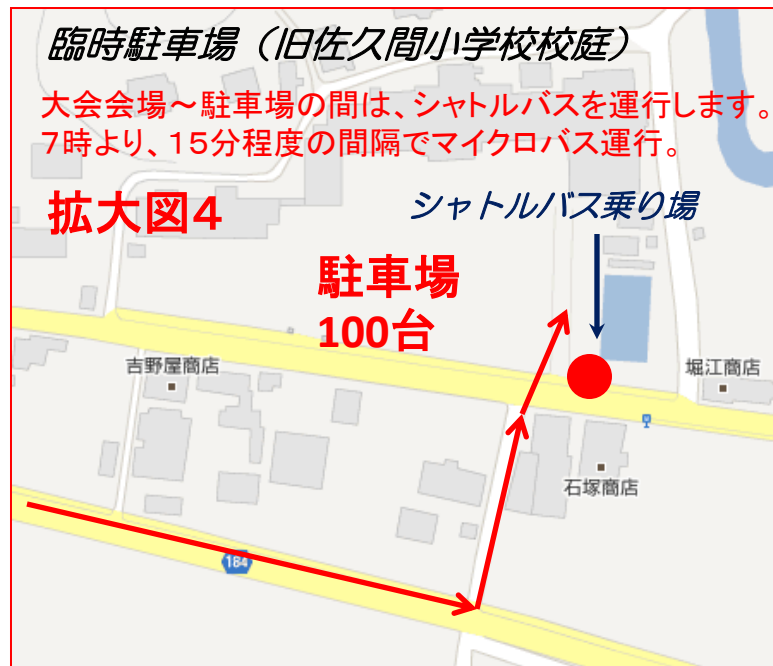 臨時駐車場（旧佐久間小学校校庭）
大会会場～駐車場の間は、シャトルバスを運行します。
７時より、１５分程度の間隔でマイクロバス運行。
拡大図４
シャトルバス乗り場
駐車場
100台
吉野屋商店
堀江商店
石塚商店
184